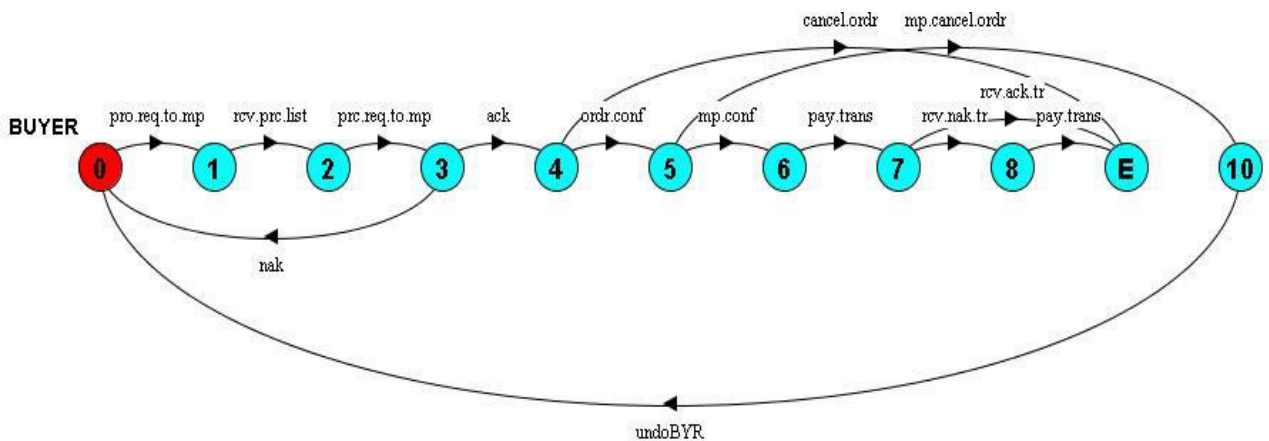 cancel.ordr mp.cancel.ordr
rcv.ack.tr
BUYER pro.req.to.mp rcv.prc.list prc.req.to.mp ack ordr.conf mp.conf pay.trans rcv.nak.tr pay.trans
0 1 2 3 4 5 6 7 8 E 10
nak
undoBYR